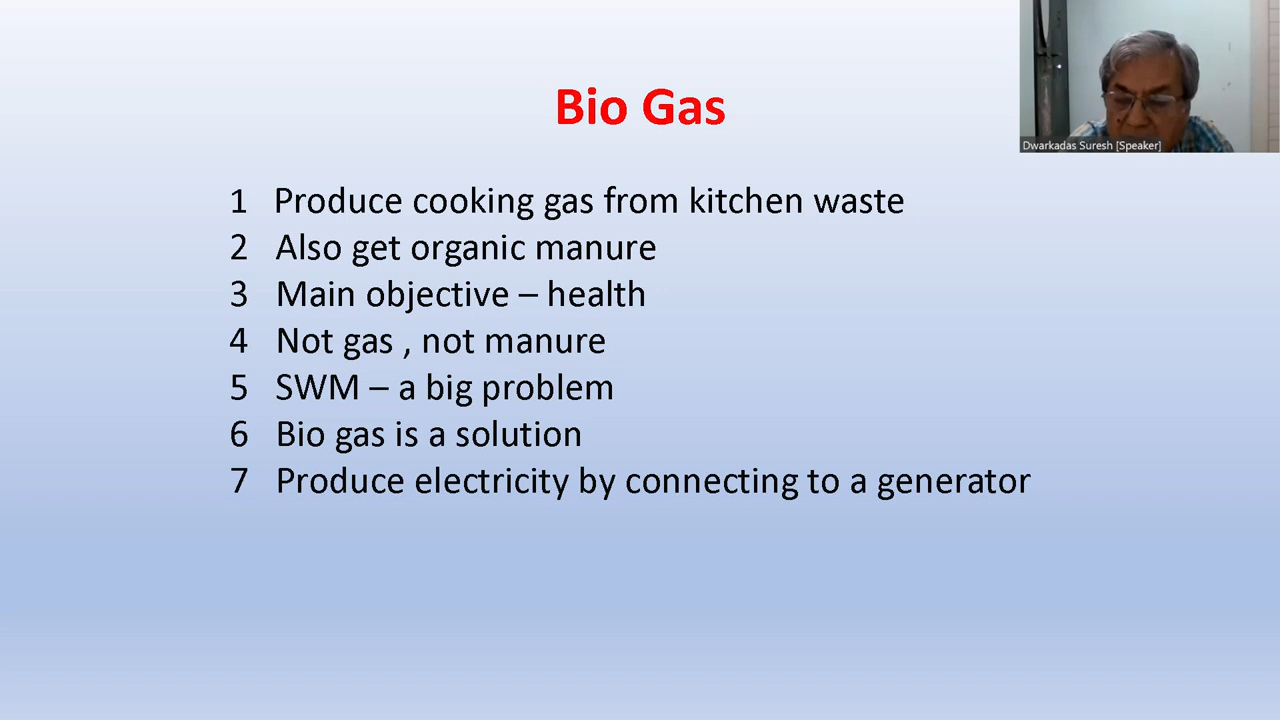 Bio Gas
Dwarkadas Suresh [Speaker]
1 Produce cooking gas from kitchen waste
2 Also get organic manure
3 Main objective – health
4 Not gas , not manure
5 SWM – a big problem
6 Bio gas is a solution
7 Produce electricity by connecting to a generator